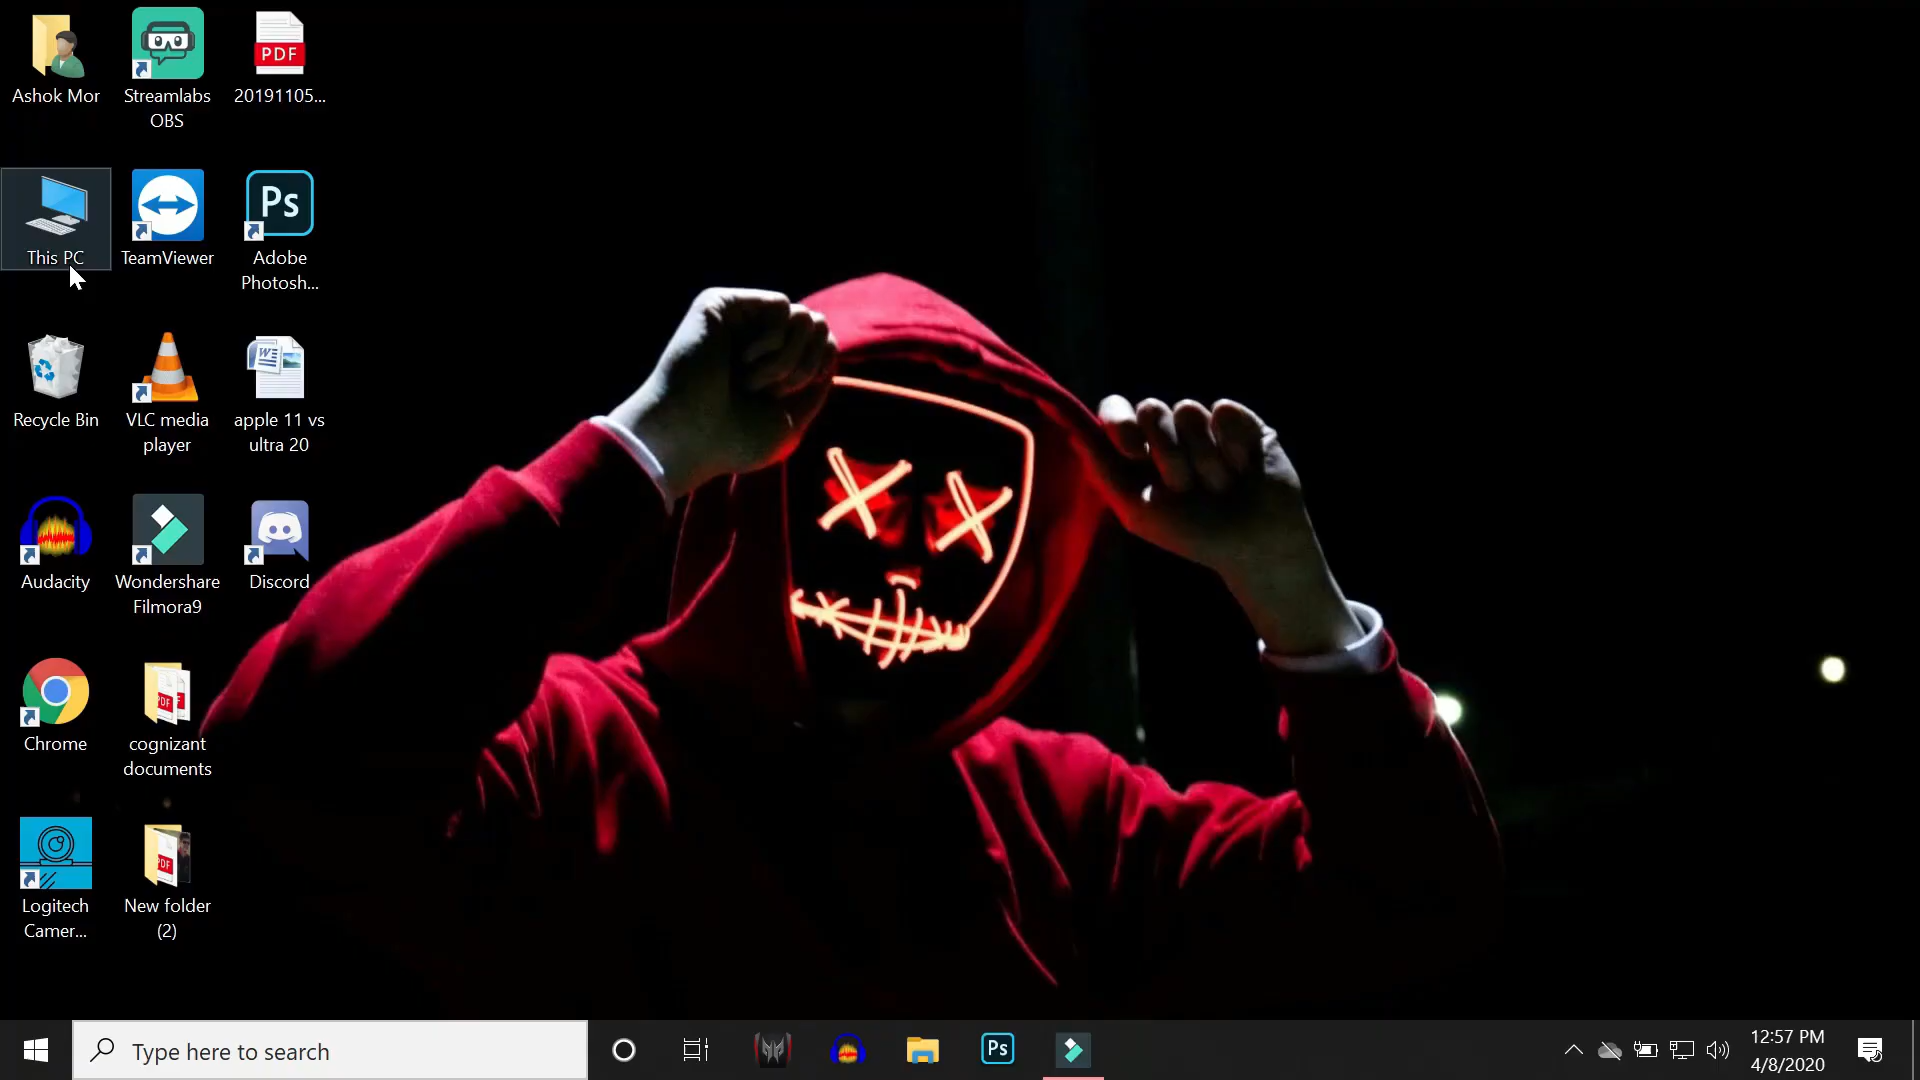 Ashok Mor
Streamlabs
OBS
PDF
20191105...
This PC
TeamViewer
Ps
Adobe
Photosh...
Recycle Bin
VLC media
player
W
apple 11 vs
ultra 20
Audacity
Wondershare
Filmora9
Discord
Chrome
PDF
cognizant
documents
Logitech
Camer...
PDF
New folder
(2)
Type here to search
Ps
12:57 PM
4/8/2020